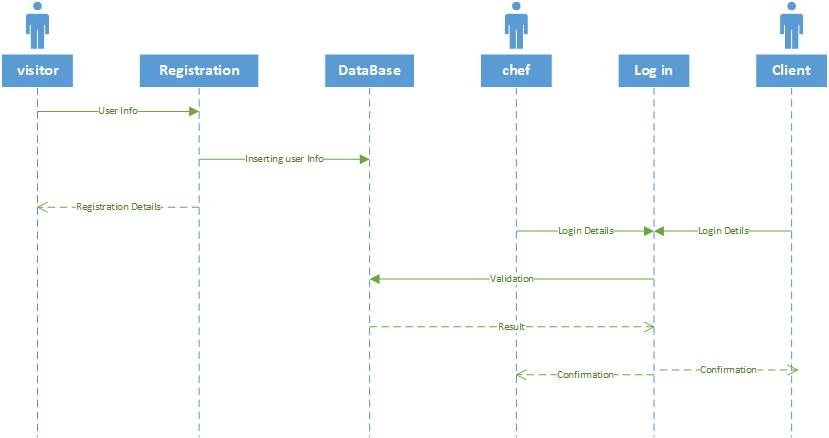 visitor
Registration
DataBase
chef
Log in
Client
User Info
Inserting user Info
Registration Details
Login Details
Login Detils
Validation
Result
Confirmation
Confirmation